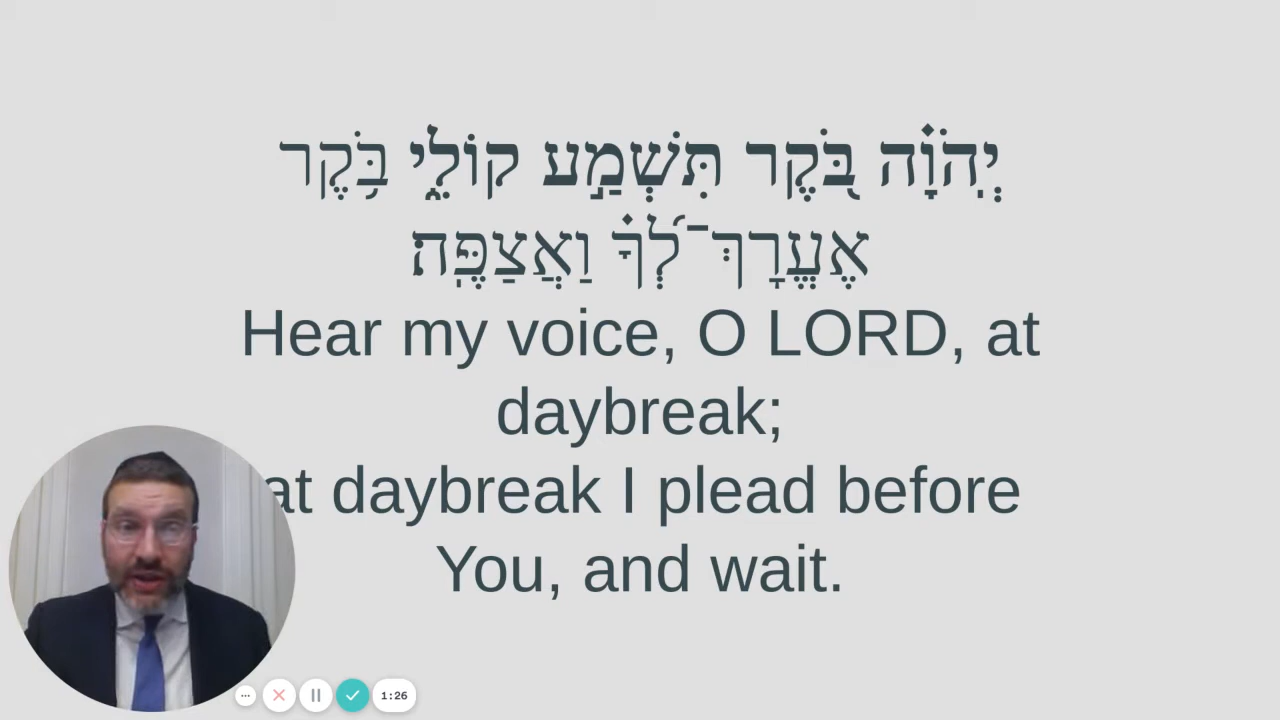 יְֽהֹוָ֗ה בֹּ֭קֶר תִּשְׁמַ֣ע קוֹלִ֑י בֹּ֥קֶר
אֶעֱרָךְ־לְ֝ךָ֗ וַאֲצַפֶּֽה
Hear my voice, O LORD, at
daybreak;
at daybreak I plead before
You, and wait.
1:26